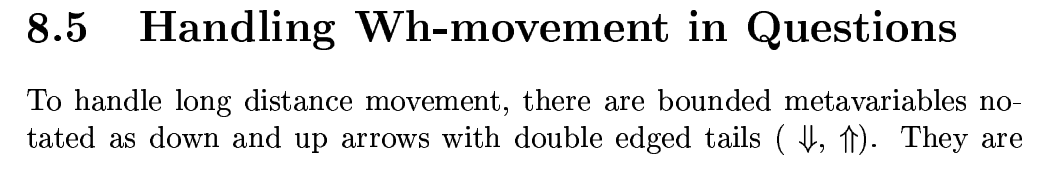 8.5 Handling Wh-movement in Questions
To handle long distance movement, there are bounded metavariables no-
tated as down and up arrows with double edged tails ( ⇓, ⇑). They are